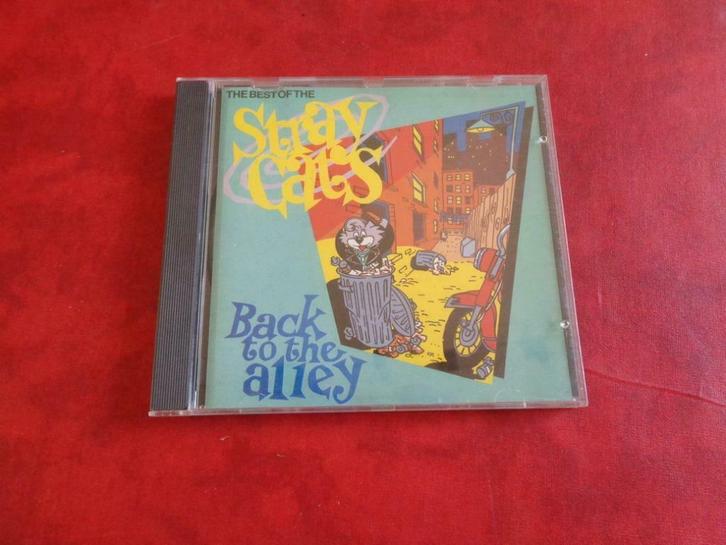 THE BEST OF THE
Stray
Cats
Back
to the
alley